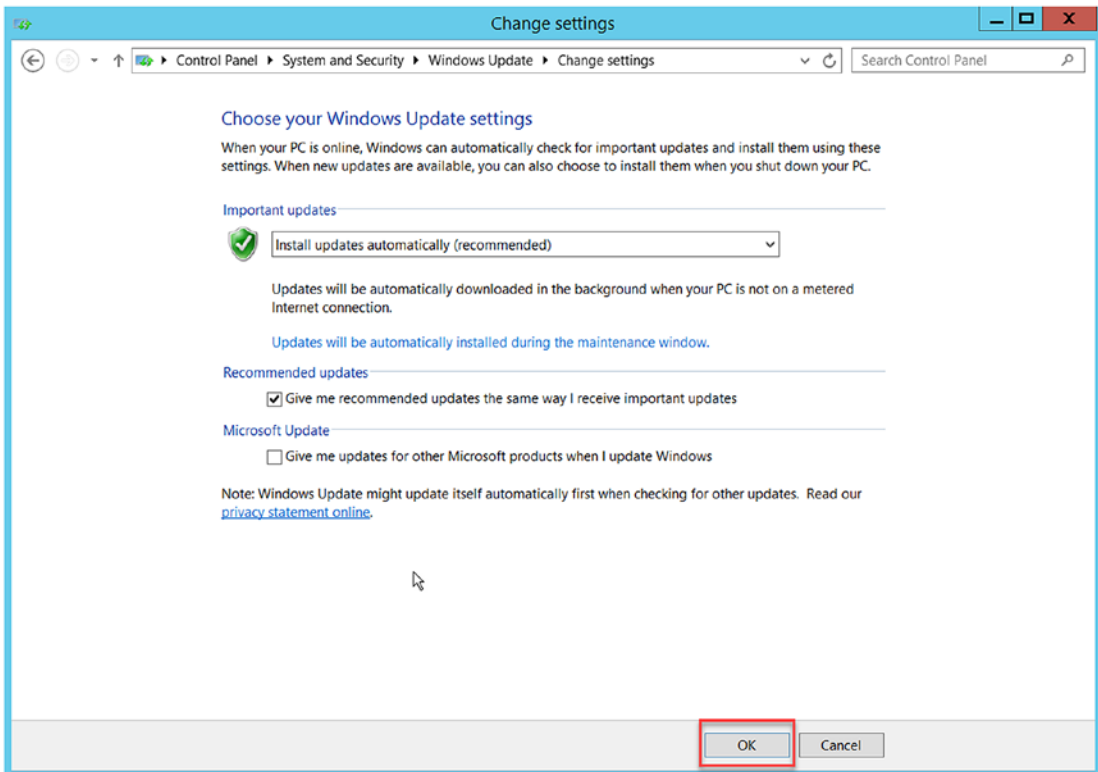 Change settings
Control Panel System and Security Windows Update Change settings
Search Control Panel
Choose your Windows Update settings
When your PC is online, Windows can automatically check for important updates and install them using these
settings. When new updates are available, you can also choose to install them when you shut down your PC.
Important updates
Install updates automatically (recommended)
Updates will be automatically downloaded in the background when your PC is not on a metered
Internet connection.
Updates will be automatically installed during the maintenance window.
Recommended updates
Give me recommended updates the same way I receive important updates
Microsoft Update
Give me updates for other Microsoft products when I update Windows
Note: Windows Update might update itself automatically first when checking for other updates. Read our
privacy statement online.
OK
Cancel